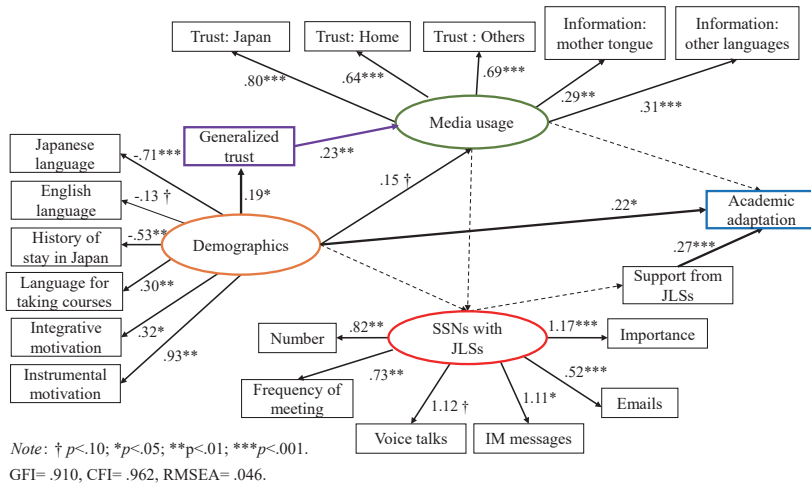 Trust: Japan
Trust: Home
Trust : Others
Information:
mother tongue
Information:
other languages
.80***
.64***
.69***
.29**
.31***
Media usage
Generalized
trust
.23**
Japanese
language
-.71***
English
language
-.13 †
.19*
.15 †
History of
stay in Japan
-.53**
Demographics
.22*
Academic
adaptation
.27***
Language for
taking courses
.30**
Support from
JLSs
Integrative
motivation
.32*
Instrumental
motivation
.93**
Number
.82**
SSNs with
JLSs
1.17***
Importance
Frequency of
meeting
.73**
1.12 †
1.11*
.52***
Emails
Voice talks
IM messages
Note: † p<.10; *p<.05; **p<.01; ***p<.001.
GFI= .910, CFI= .962, RMSEA= .046.